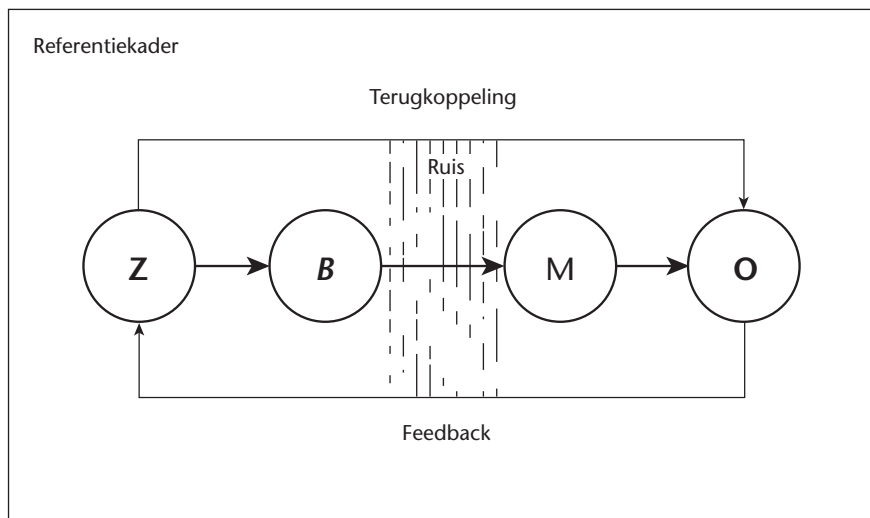 Referentiekader
Terugkoppeling
Ruis
Z B M O
Feedback